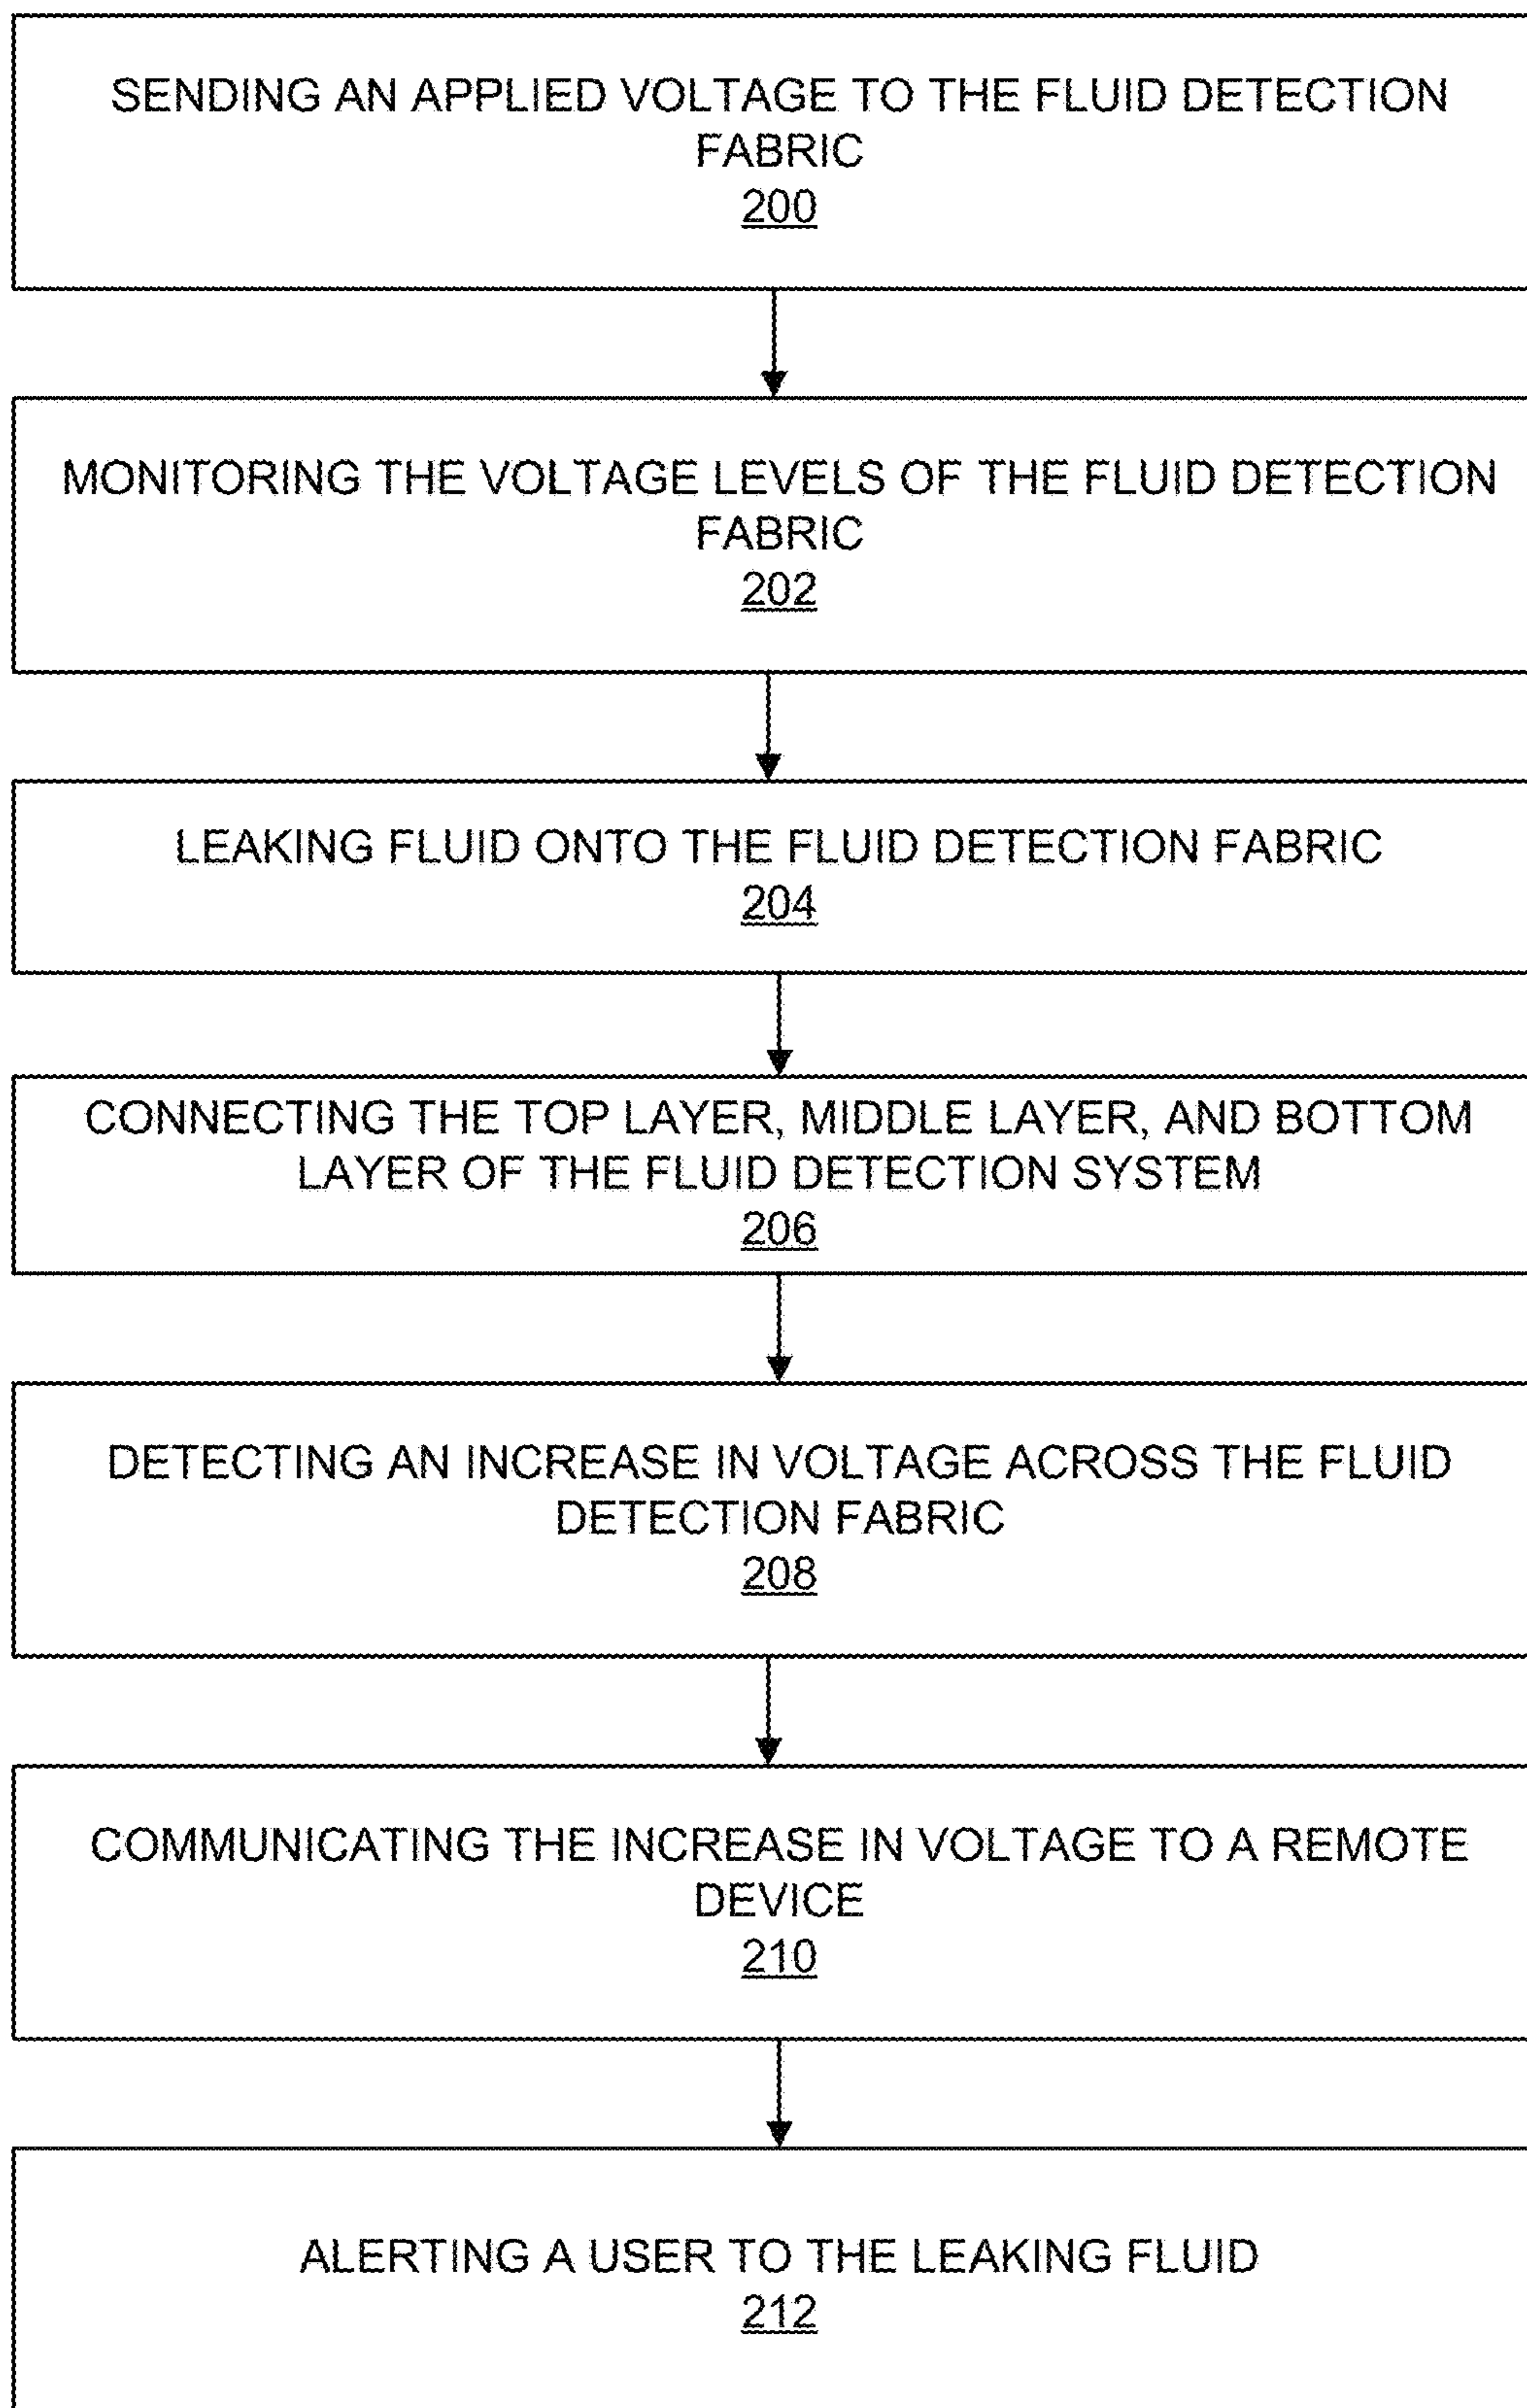 SENDING AN APPLIED VOLTAGE TO THE FLUID DETECTION
FABRIC
200
MONITORING THE VOLTAGE LEVELS OF THE FLUID DETECTION
FABRIC
202
LEAKING FLUID ONTO THE FLUID DETECTION FABRIC
204
CONNECTING THE TOP LAYER, MIDDLE LAYER, AND BOTTOM
LAYER OF THE FLUID DETECTION SYSTEM
206
DETECTING AN INCREASE IN VOLTAGE ACROSS THE FLUID
DETECTION FABRIC
208
COMMUNICATING THE INCREASE IN VOLTAGE TO A REMOTE
DEVICE
210
ALERTING A USER TO THE LEAKING FLUID
212